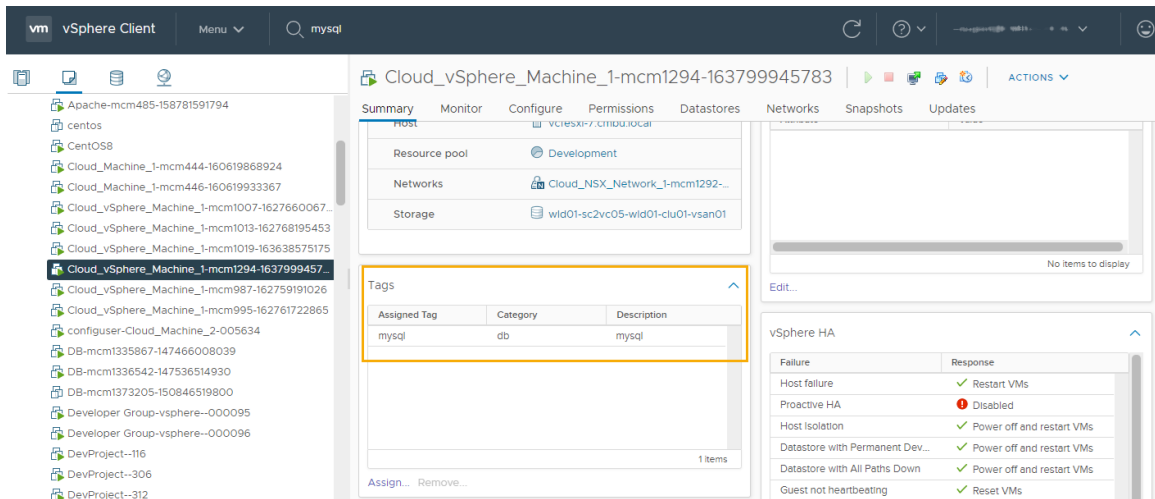 vm vSphere Client Menu mysql
Cloud_vSphere_Machine_1-mcm1294-163799945783 ACTIONS
Summary Monitor Configure Permissions Datastores Networks Snapshots Updates
Apache-mcm485-158781591794
centos
CentOS8
Cloud_Machine_1-mcm444-160619868924
Cloud_Machine_1-mcm446-160619933367
Cloud_vSphere_Machine_1-mcm1007-1627660067...
Cloud_vSphere_Machine_1-mcm1013-162768195453
Cloud_vSphere_Machine_1-mcm1019-163638575175
Cloud_vSphere_Machine_1-mcm1294-1637999457...
Cloud_vSphere_Machine_1-mcm987-162759191026
Cloud_vSphere_Machine_1-mcm995-162761722865
configuser-Cloud_Machine_2-005634
DB-mcm1335867-147466008039
DB-mcm1336542-147536514930
DB-mcm1373205-150846519800
Developer Group-vsphere--000095
Developer Group-vsphere--000096
DevProject--116
DevProject--306
DevProject--312
Host vcfesxi-7.cmbu.local
Resource pool Development
Networks Cloud_NSX_Network_1-mcm1292-...
Storage wld01-sc2vc05-wld01-clu01-vsan01
Tags
Assigned Tag Category Description
mysql db mysql
1 items
Assign... Remove...
No items to display
Edit...
vSphere HA
Failure Response
Host failure Restart VMs
Proactive HA Disabled
Host Isolation Power off and restart VMs
Datastore with Permanent Dev... Power off and restart VMs
Datastore with All Paths Down Power off and restart VMs
Guest not heartbeating Reset VMs